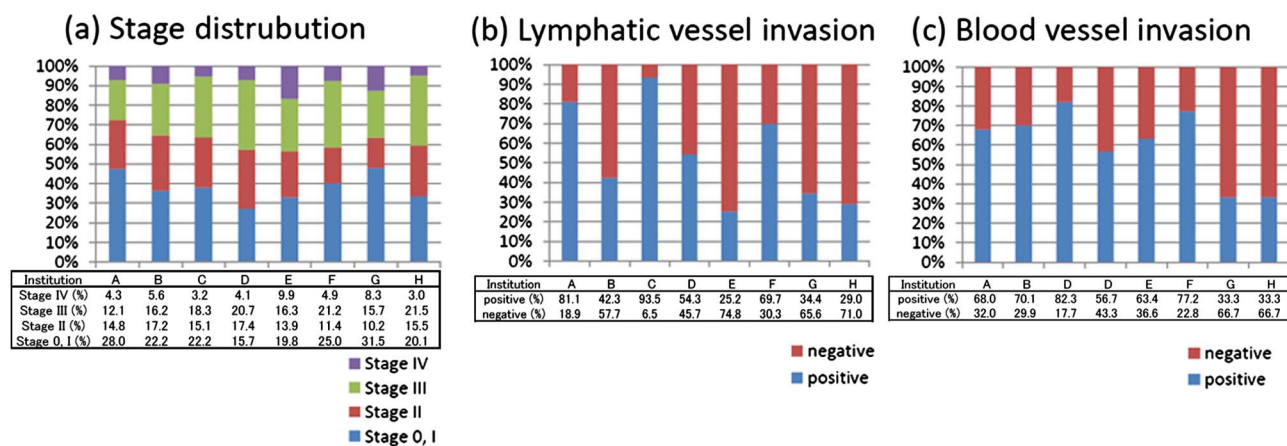 (a) Stage distrubution
100%
90%
80%
70%
60%
50%
40%
30%
20%
10%
0%
Institution A B C D E F G H
Stage IV (%) 4.3 5.6 3.2 4.1 9.9 4.9 8.3 3.0
Stage III (%) 12.1 16.2 18.3 20.7 16.3 21.2 15.7 21.5
Stage II (%) 14.8 17.2 15.1 17.4 13.9 11.4 10.2 15.5
Stage 0, I (%) 28.0 22.2 22.2 15.7 19.8 25.0 31.5 20.1
Stage IV
Stage III
Stage II
Stage 0, I
(b) Lymphatic vessel invasion
100%
90%
80%
70%
60%
50%
40%
30%
20%
10%
0%
Institution A B C D E F G H
positive (%) 81.1 42.3 93.5 54.3 25.2 69.7 34.4 29.0
negative (%) 18.9 57.7 6.5 45.7 74.8 30.3 65.6 71.0
negative
positive
(c) Blood vessel invasion
100%
90%
80%
70%
60%
50%
40%
30%
20%
10%
0%
Institution A B D D E F G H
positive (%) 68.0 70.1 82.3 56.7 63.4 77.2 33.3 33.3
negative (%) 32.0 29.9 17.7 43.3 36.6 22.8 66.7 66.7
negative
positive